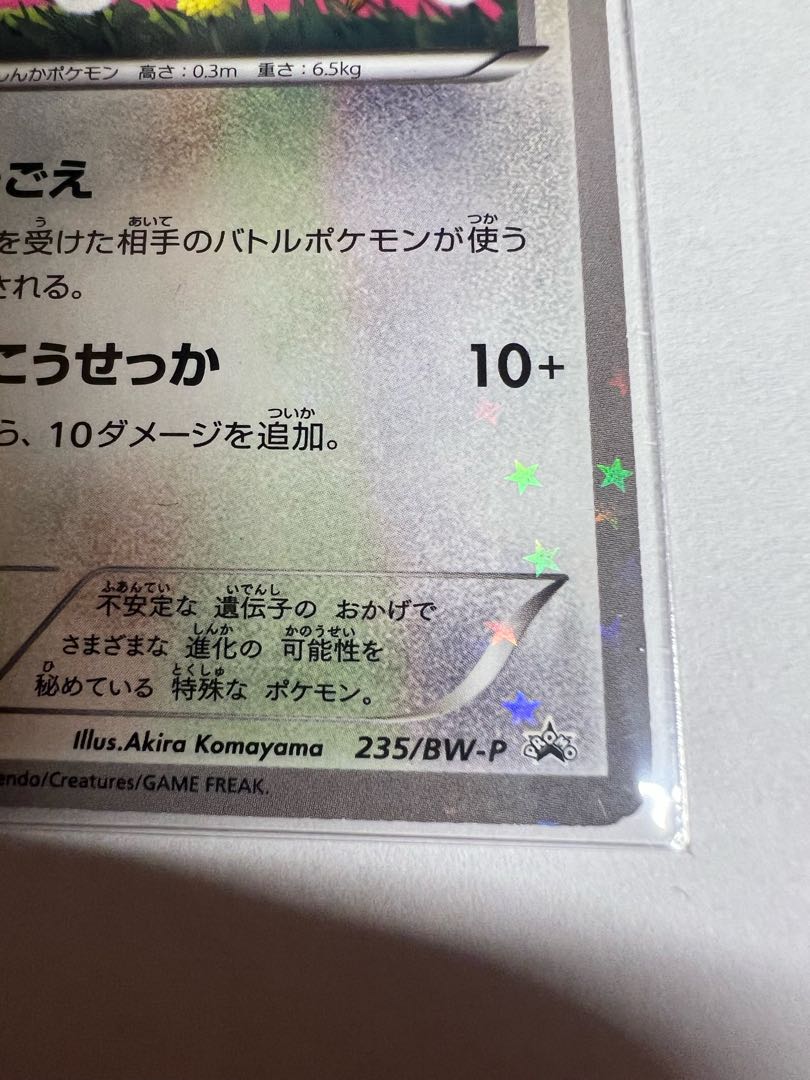 んかポケモン 高さ：0.3m 重さ：6.5kg
ごえ
を受けた相手のバトルポケモンが使う
される。
こうせっか 10+
ら、10ダメージを追加。
不安定な 遺伝子の おかげで
さまざまな 進化の 可能性を
秘めている 特殊な ポケモン。
Illus.Akira Komayama 235/BW-P PROMO
endo/Creatures/GAME FREAK.